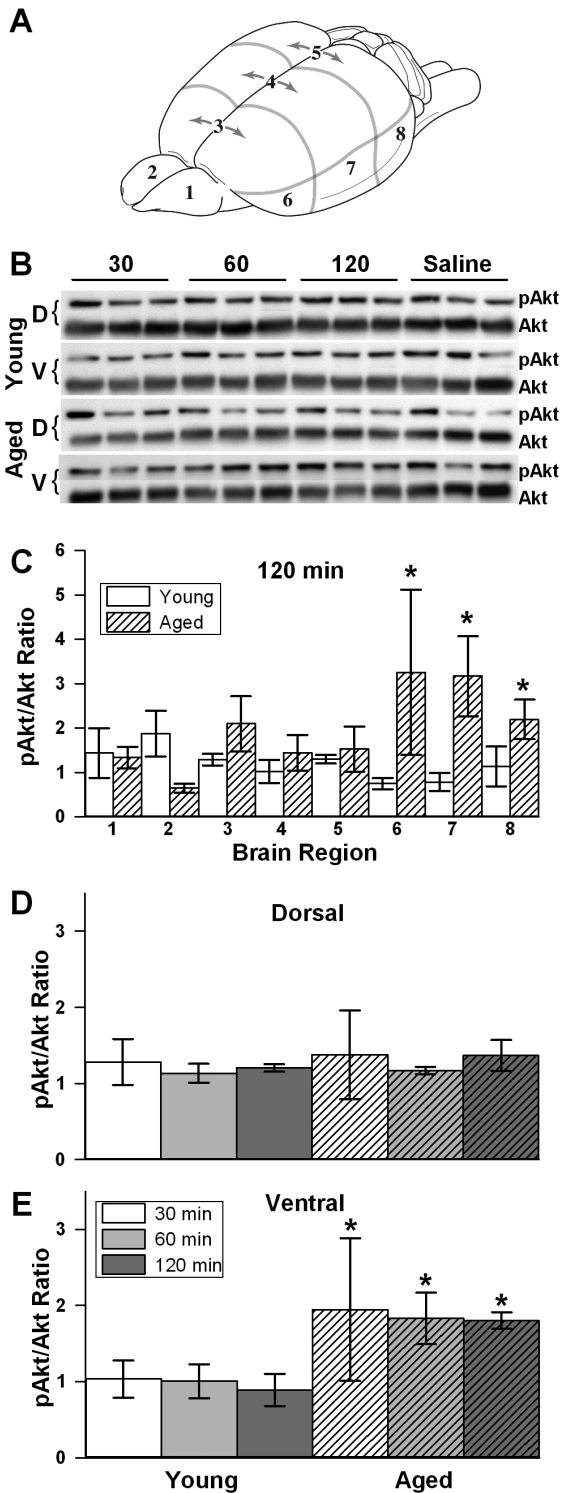 A
5
4
3
8
2
7
1
6
B
30 60 120 Saline
Young
D { pAkt
Akt
V { pAkt
Akt
Aged
D { pAkt
Akt
V { pAkt
Akt
C
120 min
Young
Aged
pAkt/Akt Ratio
6
5
4
3
2
1
0
* * *
1 2 3 4 5 6 7 8
Brain Region
D
Dorsal
pAkt/Akt Ratio
3
2
1
0
E
Ventral
30 min
60 min
120 min
pAkt/Akt Ratio
3
2
1
0
* * *
Young Aged